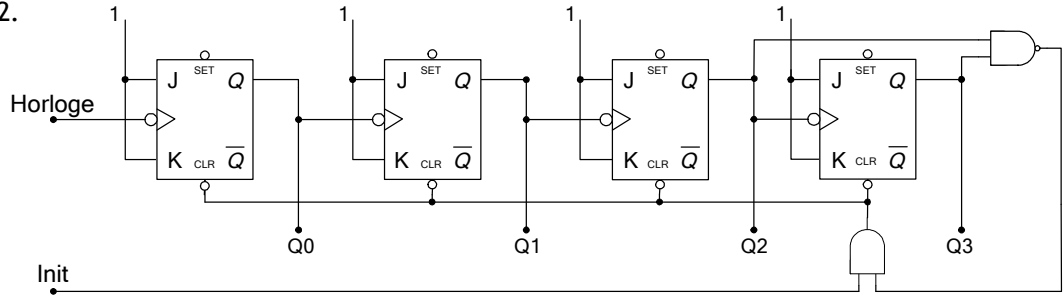 2.
1 1 1 1
SET SET SET SET
J Q J Q J Q J Q
Horloge
K CLR Q K CLR Q K CLR Q K CLR Q
Q0 Q1 Q2 Q3
Init